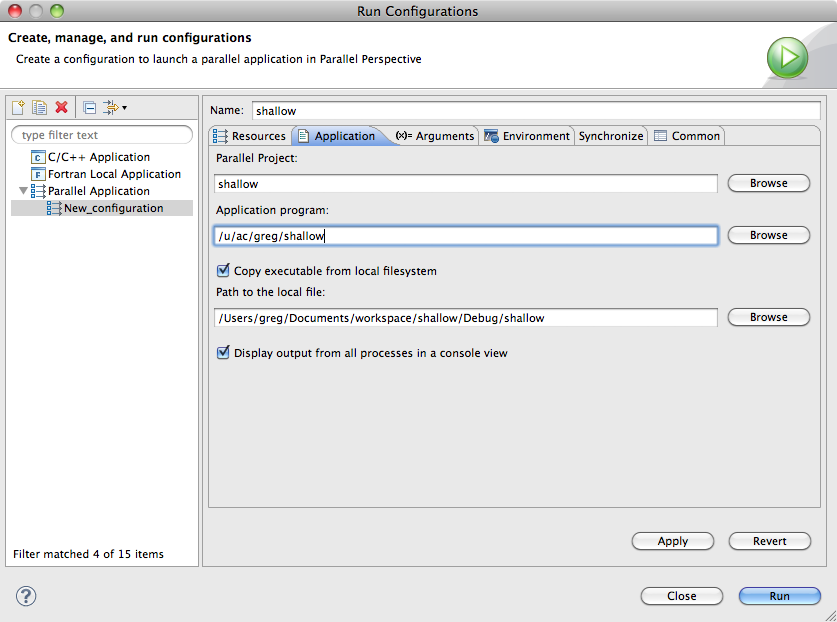 Run Configurations
Create, manage, and run configurations
Create a configuration to launch a parallel application in Parallel Perspective
type filter text
C C/C++ Application
F Fortran Local Application
Parallel Application
New_configuration
Filter matched 4 of 15 items
Name: shallow
Resources Application (x)= Arguments Environment Synchronize Common
Parallel Project:
shallow Browse
Application program:
/u/ac/greg/shallow Browse
Copy executable from local filesystem
Path to the local file:
/Users/greg/Documents/workspace/shallow/Debug/shallow Browse
Display output from all processes in a console view
Apply Revert
? Close Run